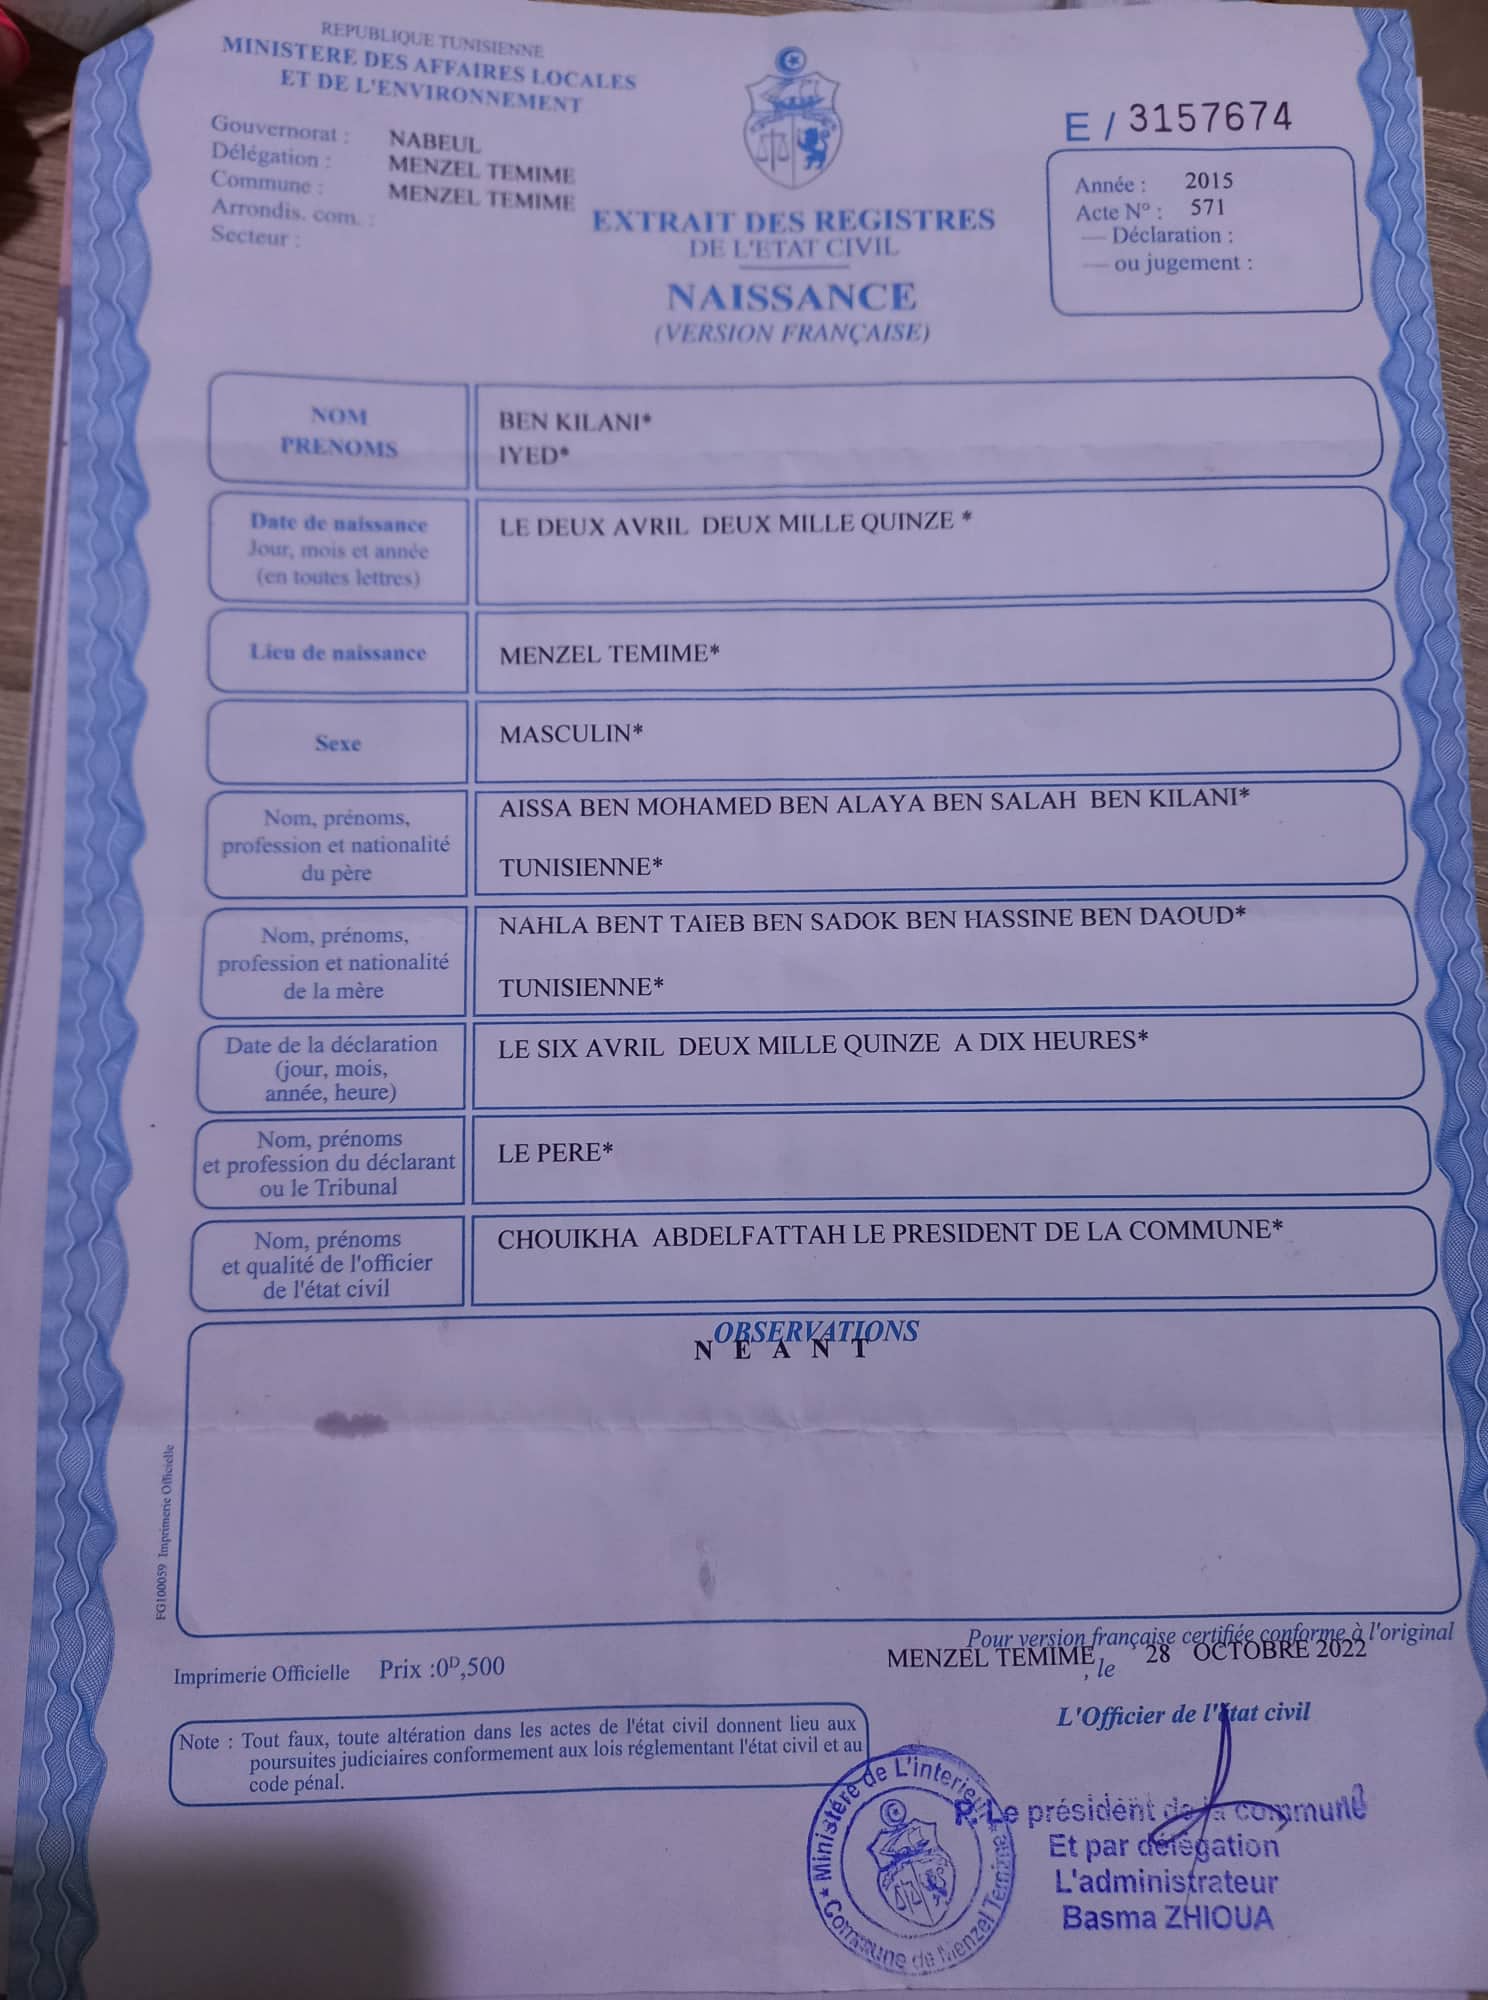 REPUBLIQUE TUNISIENNE
MINISTERE DES AFFAIRES LOCALES
ET DE L'ENVIRONNEMENT
Gouvernorat : NABEUL
Délégation : MENZEL TEMIME
Commune : MENZEL TEMIME
Arrondis. com. :
Secteur :
E / 3157674
Année : 2015
Acte N° : 571
— Déclaration :
— ou jugement :
EXTRAIT DES REGISTRES
DE L'ETAT CIVIL
NAISSANCE
(VERSION FRANÇAISE)
NOM BEN KILANI*
PRENOMS IYED*
Date de naissance
Jour, mois et année
(en toutes lettres)
LE DEUX AVRIL DEUX MILLE QUINZE *
Lieu de naissance MENZEL TEMIME*
Sexe MASCULIN*
Nom, prénoms,
profession et nationalité
du père
AISSA BEN MOHAMED BEN ALAYA BEN SALAH BEN KILANI*
TUNISIENNE*
Nom, prénoms,
profession et nationalité
de la mère
NAHLA BENT TAIEB BEN SADOK BEN HASSINE BEN DAOUD*
TUNISIENNE*
Date de la déclaration
(jour, mois,
année, heure)
LE SIX AVRIL DEUX MILLE QUINZE A DIX HEURES*
Nom, prénoms
et profession du déclarant
ou le Tribunal
LE PERE*
Nom, prénoms
et qualité de l'officier
de l'état civil
CHOUIKHA ABDELFATTAH LE PRESIDENT DE LA COMMUNE*
OBSERVATIONS
N E A N T
FG100059 Imprimerie Officielle
Imprimerie Officielle Prix :0D,500
Pour version française certifiée conforme à l'original
MENZEL TEMIME , le 28 OCTOBRE 2022
L'Officier de l'état civil
Note : Tout faux, toute altération dans les actes de l'état civil donnent lieu aux
poursuites judiciaires conformement aux lois réglementant l'état civil et au
code pénal.
* Ministére de L'interieur *
Commune de Menzel Temime
P. Le président de la commune
Et par délégation
L'administrateur
Basma ZHIOUA